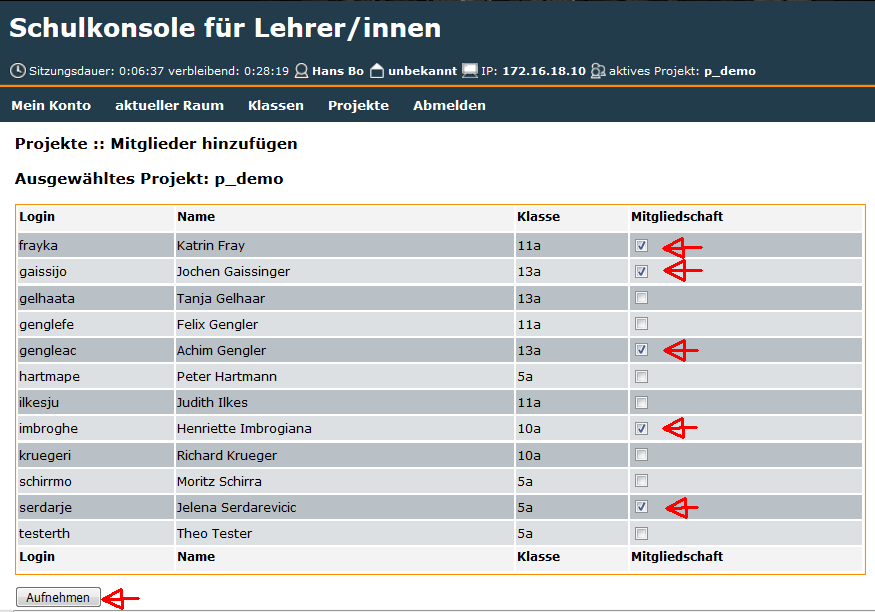 Schulkonsole für Lehrer/innen
Sitzungsdauer: 0:06:37 verbleibend: 0:28:19 Hans Bo unbekannt IP: 172.16.18.10 aktives Projekt: p_demo
Mein Konto aktueller Raum Klassen Projekte Abmelden
Projekte :: Mitglieder hinzufügen
Ausgewähltes Projekt: p_demo
Login Name Klasse Mitgliedschaft
frayka Katrin Fray 11a
gaissijo Jochen Gaissinger 13a
gelhaata Tanja Gelhaar 13a
genglefe Felix Gengler 11a
gengleac Achim Gengler 13a
hartmape Peter Hartmann 5a
ilkesju Judith Ilkes 11a
imbroghe Henriette Imbrogiana 10a
kruegeri Richard Krueger 10a
schirrmo Moritz Schirra 5a
serdarje Jelena Serdarevicic 5a
testerth Theo Tester 5a
Login Name Klasse Mitgliedschaft
Aufnehmen